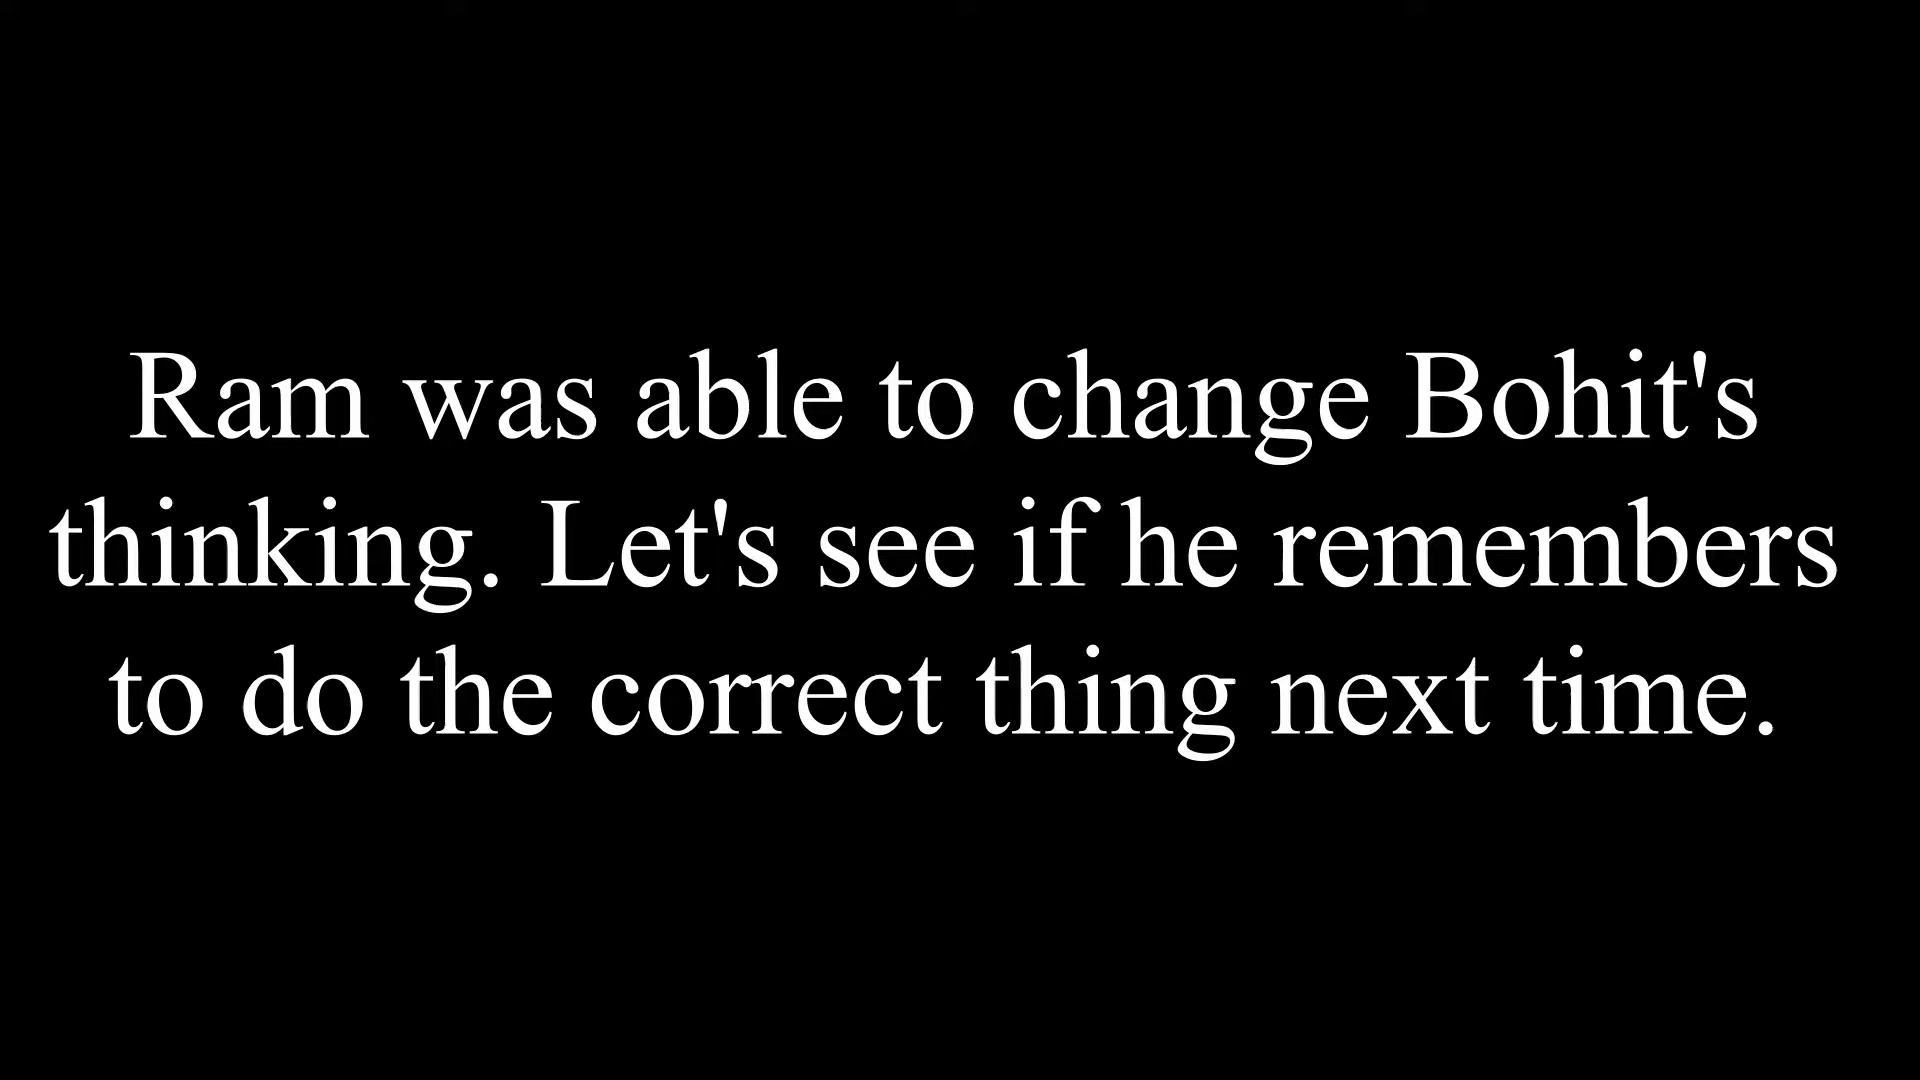 Ram was able to change Bohit's
thinking. Let's see if he remembers
to do the correct thing next time.